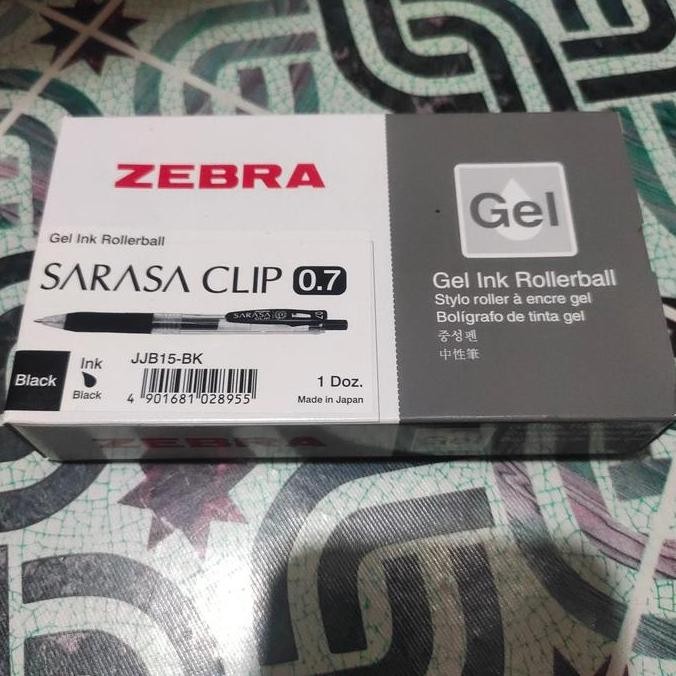 ZEBRA
Gel Ink Rollerball
SARASA CLIP 0.7
SARASA
Black
Ink
Black
JJB15-BK
4 901681 028955
1 Doz.
Made in Japan
Gel
Gel Ink Rollerball
Stylo roller à encre gel
Bolígrafo de tinta gel
중성펜
中性筆
ZEBRA